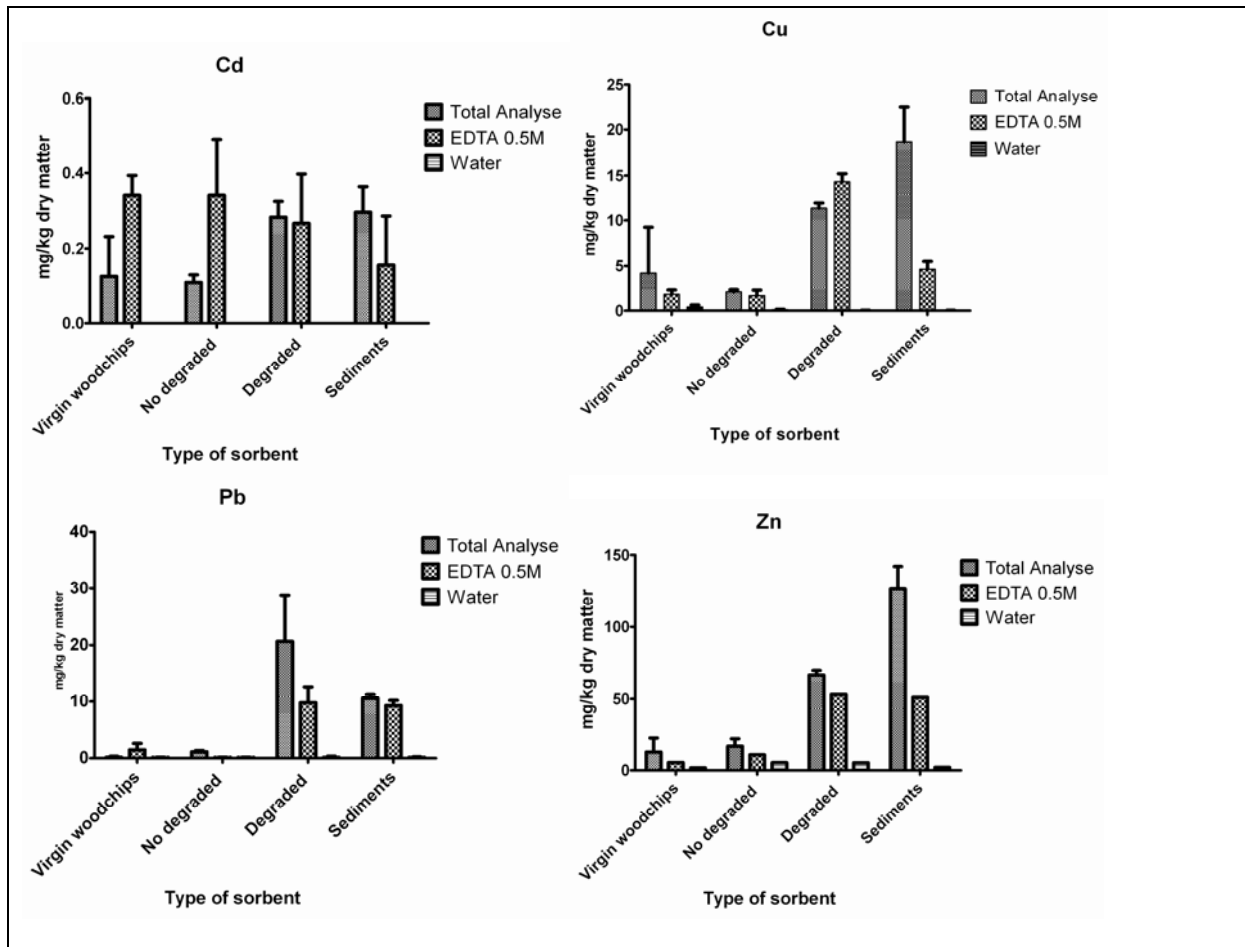 Cd
mg/kg dry matter
0.6
0.4
0.2
0.0
Total Analyse
EDTA 0.5M
Water
Virgin woodchips
No degraded
Degraded
Sediments
Type of sorbent
Cu
mg/kg dry matter
25
20
15
10
5
0
Total Analyse
EDTA 0.5M
Water
Virgin woodchips
No degraded
Degraded
Sediments
Type of sorbent
Pb
mg/kg dry matter
40
30
20
10
0
Total Analyse
EDTA 0.5M
Water
Virgin woodchips
No degraded
Degraded
Sediments
Type of sorbent
Zn
mg/kg dry matter
150
100
50
0
Total Analyse
EDTA 0.5M
Water
Virgin woodchips
No degraded
Degraded
Sediments
Type of sorbent